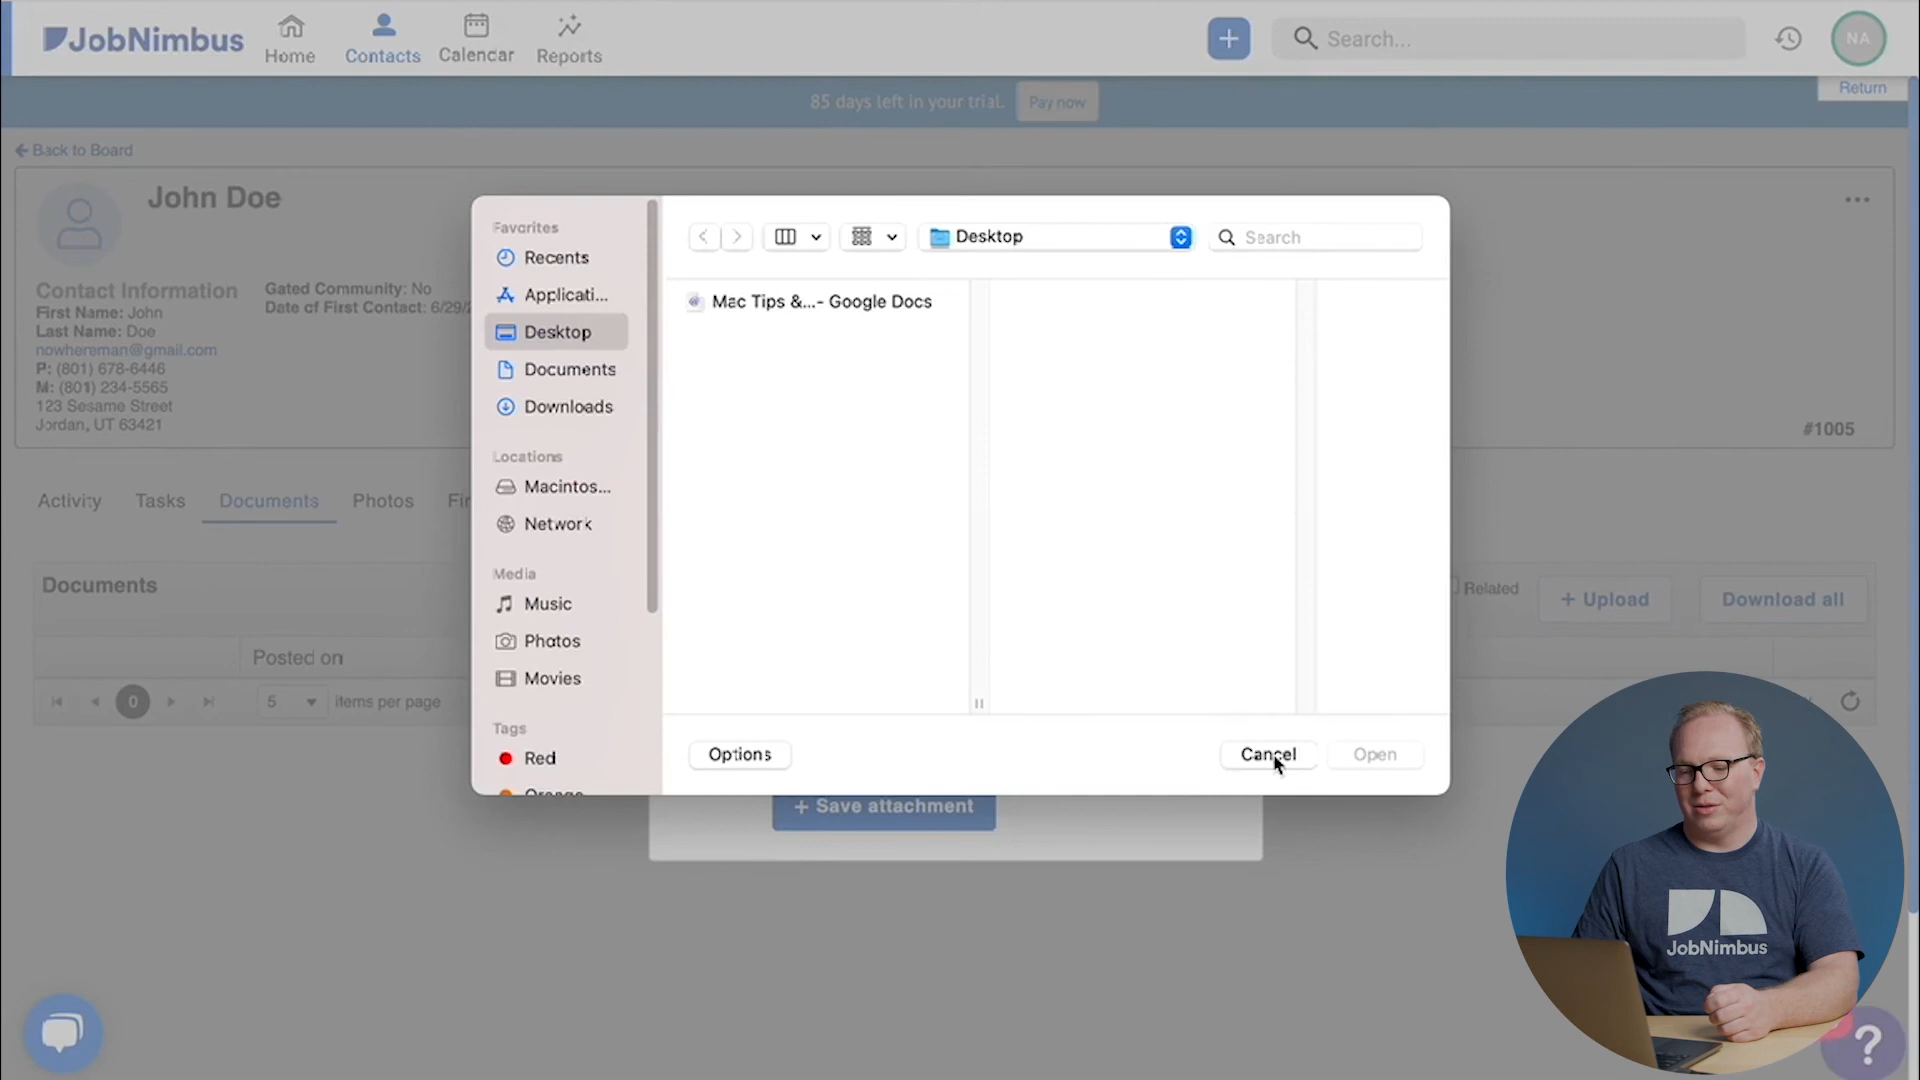 JobNimbus
Home
Contacts
Calendar
Reports
Search...
NA
85 days left in your trial.
Pay now
Return
Back to Board
John Doe
Contact Information
First Name: John
Last Name: Doe
nowhereman@gmail.com
P: (801) 678-6446
M: (801) 234-5565
123 Sesame Street
Jordan, UT 63421
Gated Community: No
Date of First Contact: 6/29/2
#1005
Activity
Tasks
Documents
Photos
Documents
Related
+ Upload
Download all
Posted on
0
5
items per page
Favorites
Recents
Applicati...
Desktop
Documents
Downloads
Locations
Macintos...
Network
Media
Music
Photos
Movies
Tags
Red
Orange
Desktop
Search
Mac Tips &...- Google Docs
Options
Cancel
Open
+ Save attachment
JobNimbus
?